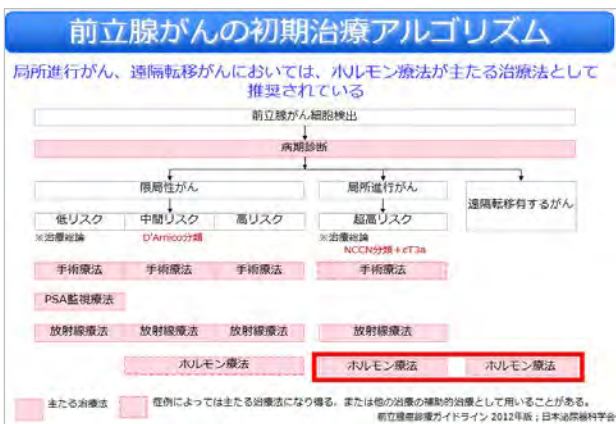 前立腺がんの初期治療アルゴリズム
局所進行がん、遠隔転移がんにおいては、ホルモン療法が主たる治療法として
推奨されている
前立腺がん細胞検出
病期診断
限局性がん 局所進行がん 遠隔転移有するがん
低リスク 中間リスク 高リスク 超高リスク
※治療総論 D'Amico分類 ※治療総論
NCCN分類+cT3a
手術療法 手術療法 手術療法 手術療法
PSA監視療法
放射線療法 放射線療法 放射線療法 放射線療法
ホルモン療法 ホルモン療法 ホルモン療法
主たる治療法 症例によっては主たる治療法になり得る、または他の治療の補助的治療として用いることがある。
前立腺癌診療ガイドライン 2012年版;日本泌尿器科学会